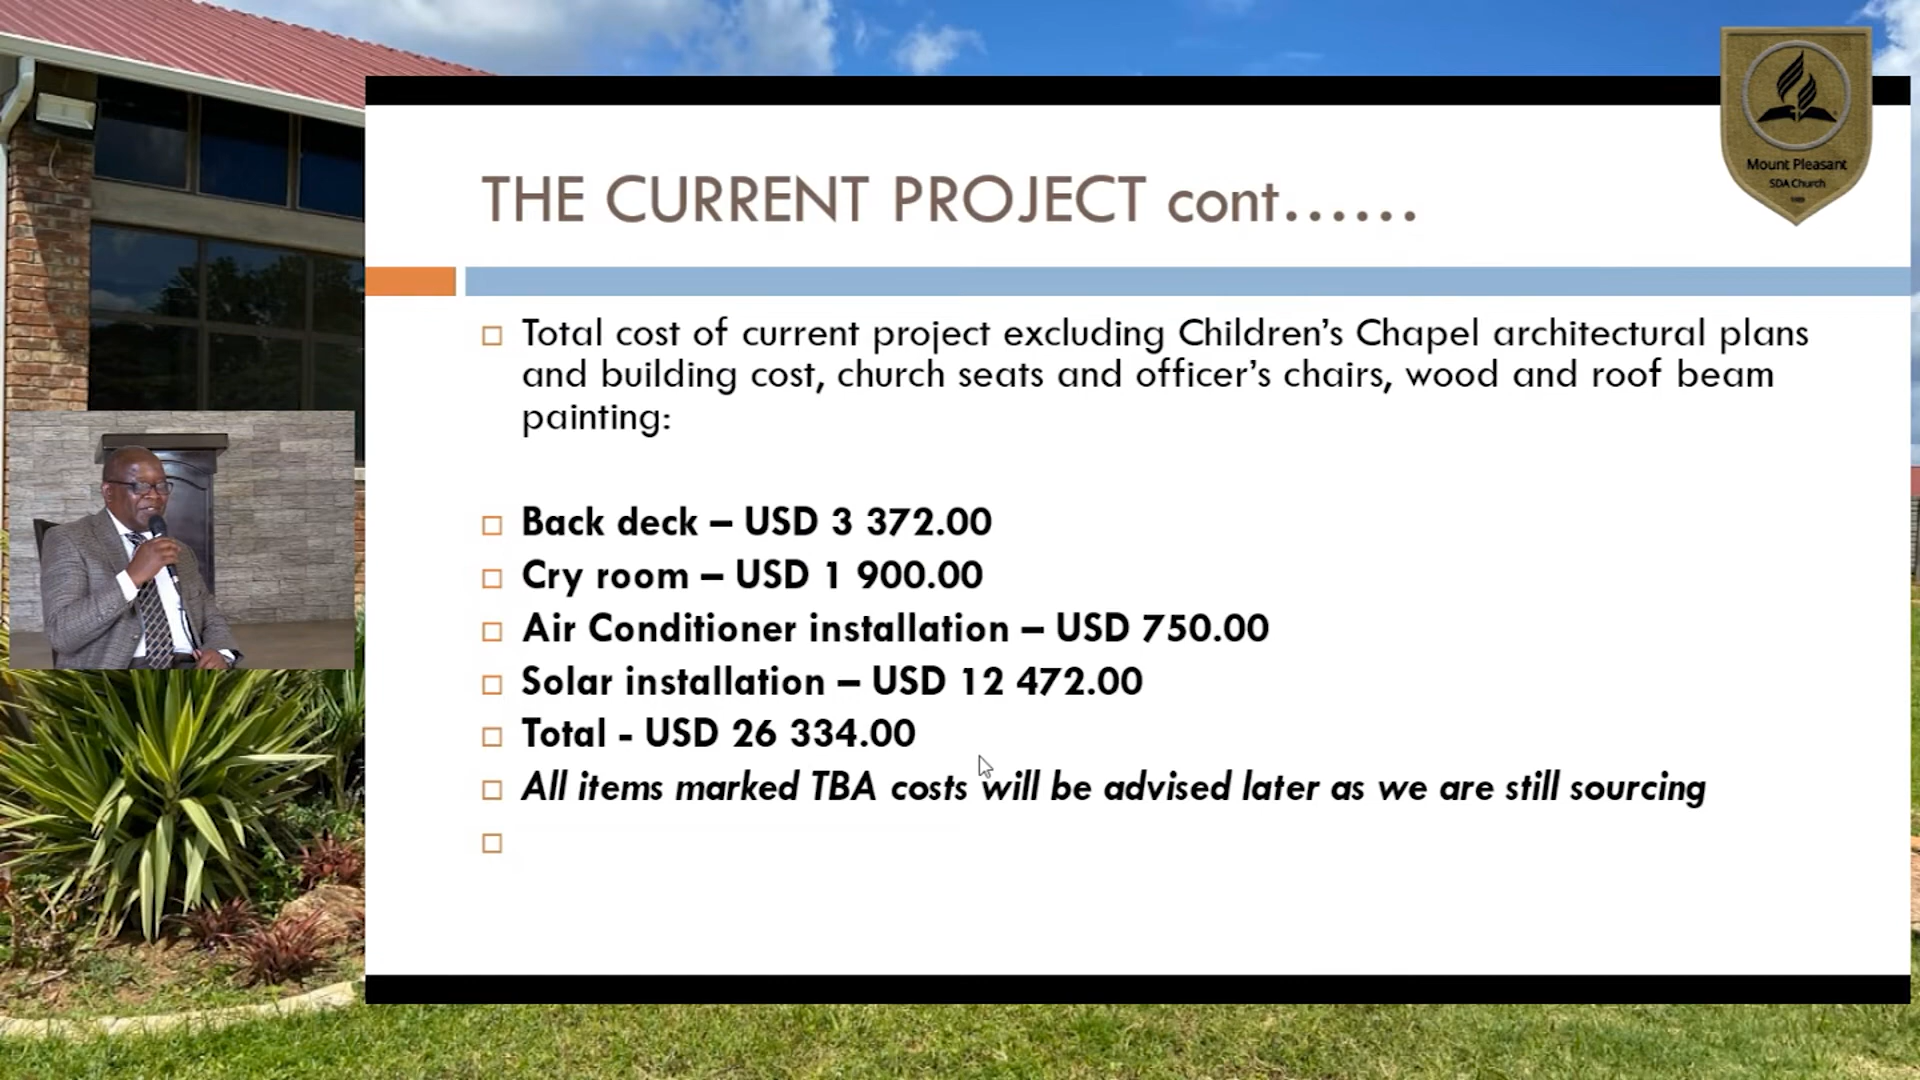 THE CURRENT PROJECT cont......
Mount Pleasant
SDA Church
Total cost of current project excluding Children's Chapel architectural plans
and building cost, church seats and officer's chairs, wood and roof beam
painting:
Back deck – USD 3 372.00
Cry room – USD 1 900.00
Air Conditioner installation – USD 750.00
Solar installation – USD 12 472.00
Total - USD 26 334.00
All items marked TBA costs will be advised later as we are still sourcing